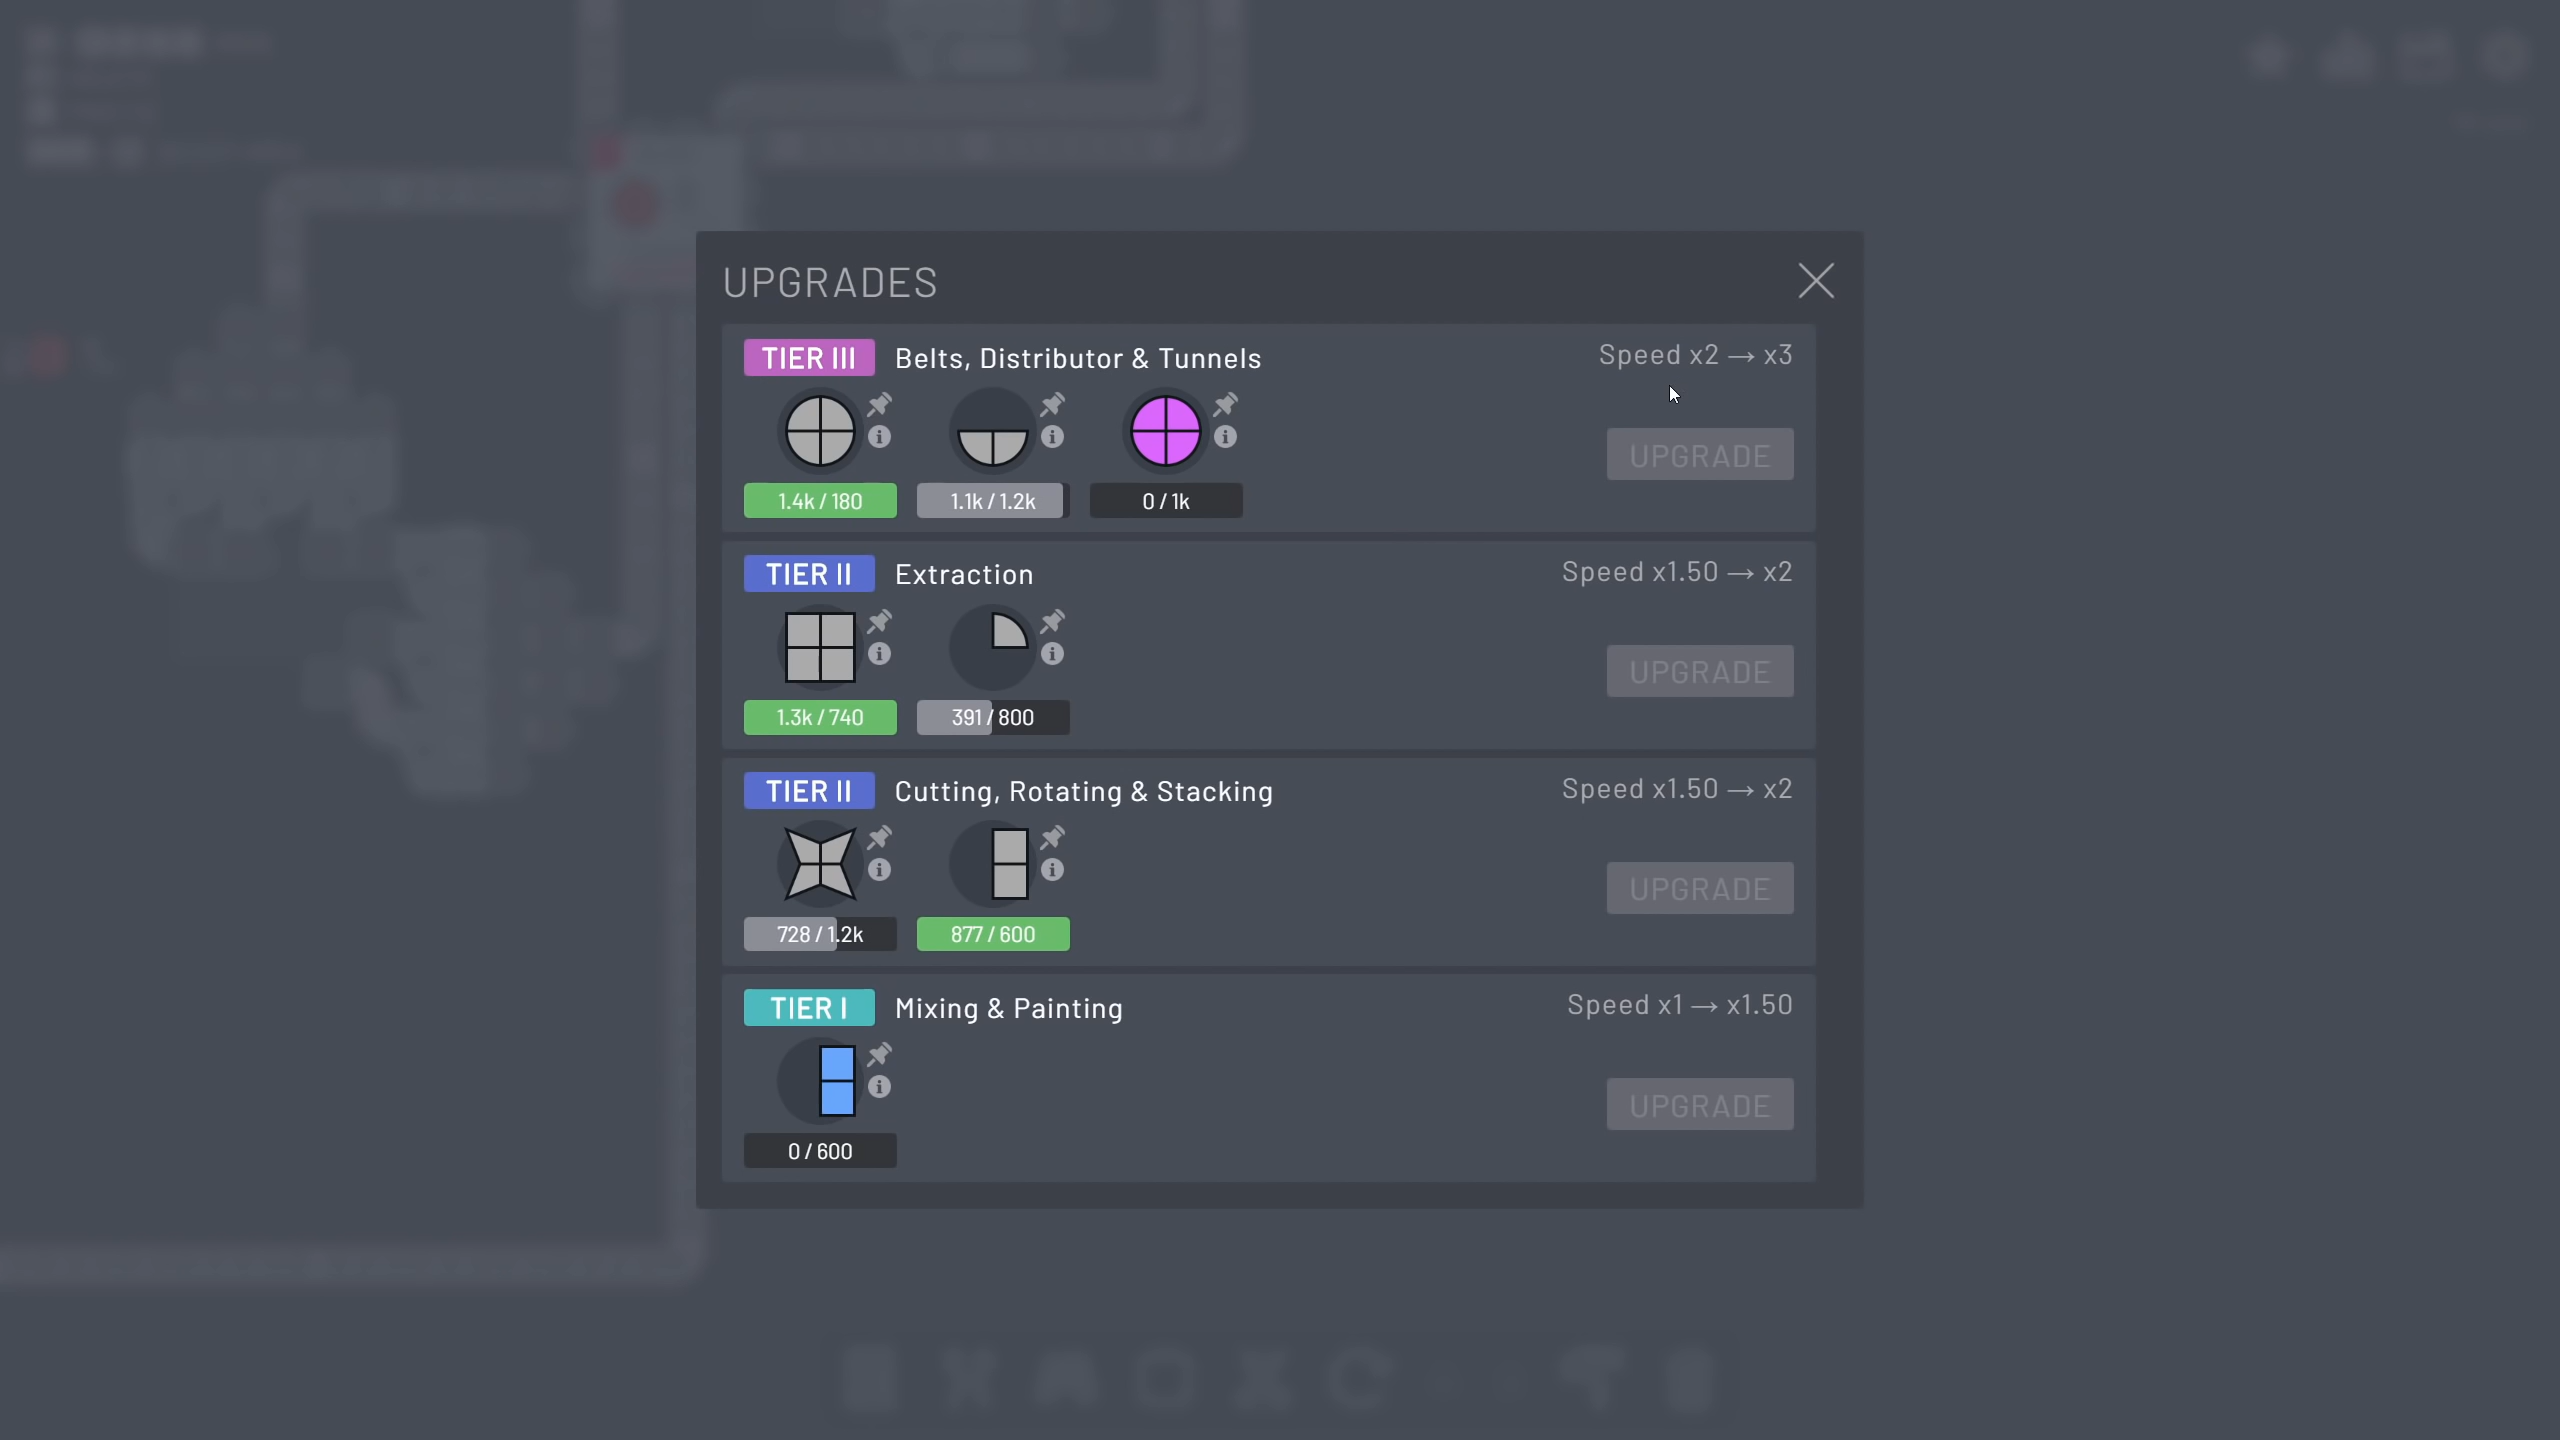 UPGRADES
TIER III Belts, Distributor & Tunnels Speed x2 → x3
UPGRADE
1.4k / 180 1.1k / 1.2k 0 / 1k
TIER II Extraction Speed x1.50 → x2
UPGRADE
1.3k / 740 391 / 800
TIER II Cutting, Rotating & Stacking Speed x1.50 → x2
UPGRADE
728 / 1.2k 877 / 600
TIER I Mixing & Painting Speed x1 → x1.50
UPGRADE
0 / 600